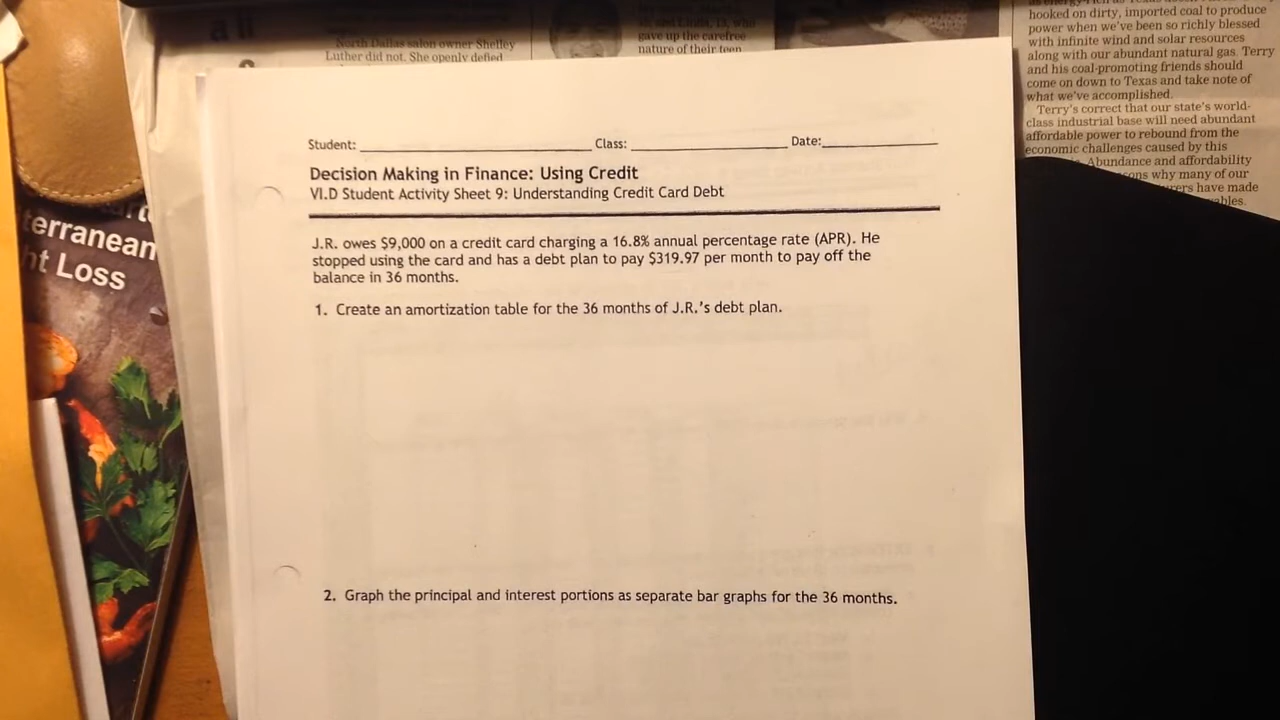 North Dallas salon owner Shelley
Luther did not. She openly defied
gave up the carefree
nature of their teen
hooked on dirty, imported coal to produce
power when we've been so richly blessed
with infinite wind and solar resources
along with our abundant natural gas. Terry
and his coal-promoting friends should
come on down to Texas and take note of
what we've accomplished.
Terry's correct that our state's world-
class industrial base will need abundant
affordable power to rebound from the
economic challenges caused by this
Abundance and affordability
why many of our
have made
terranean
ht Loss
Student: Class: Date:
Decision Making in Finance: Using Credit
VI.D Student Activity Sheet 9: Understanding Credit Card Debt
J.R. owes $9,000 on a credit card charging a 16.8% annual percentage rate (APR). He
stopped using the card and has a debt plan to pay $319.97 per month to pay off the
balance in 36 months.
1. Create an amortization table for the 36 months of J.R.'s debt plan.
2. Graph the principal and interest portions as separate bar graphs for the 36 months.